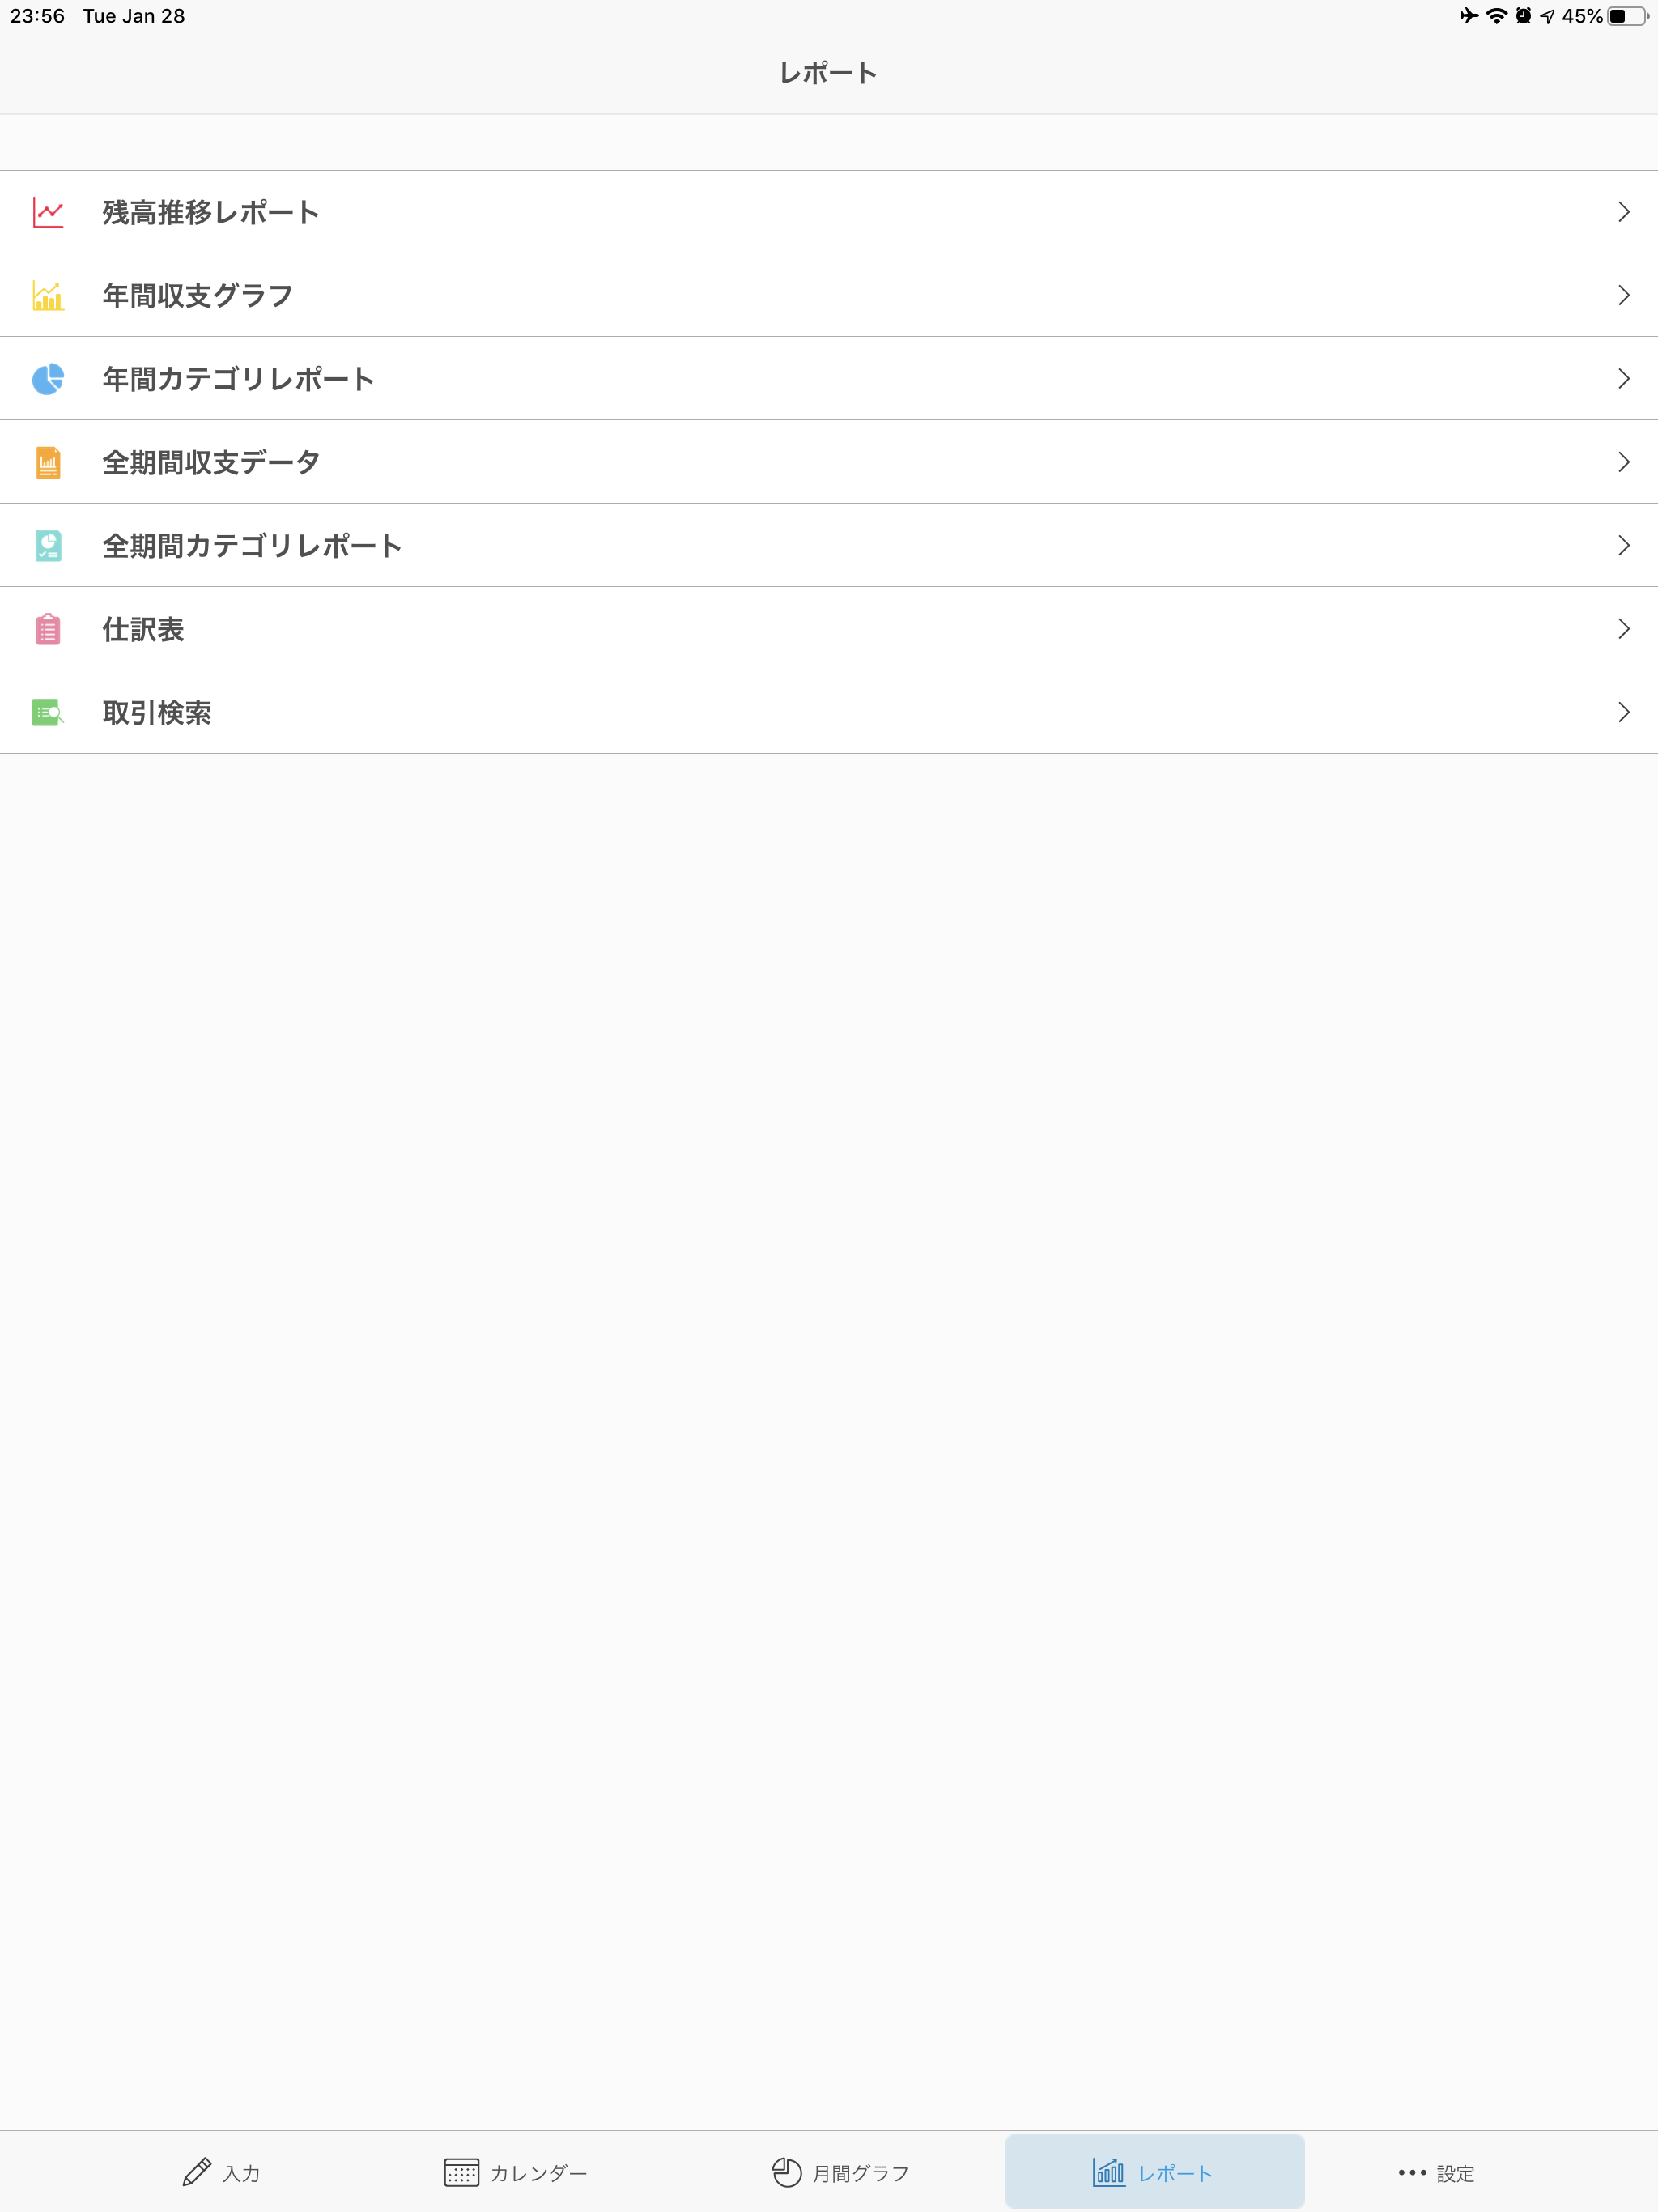 23:56 Tue Jan 28 45%
レポート
残高推移レポート
年間収支グラフ
年間カテゴリレポート
全期間収支データ
全期間カテゴリレポート
仕訳表
取引検索
入力 カレンダー 月間グラフ レポート 設定